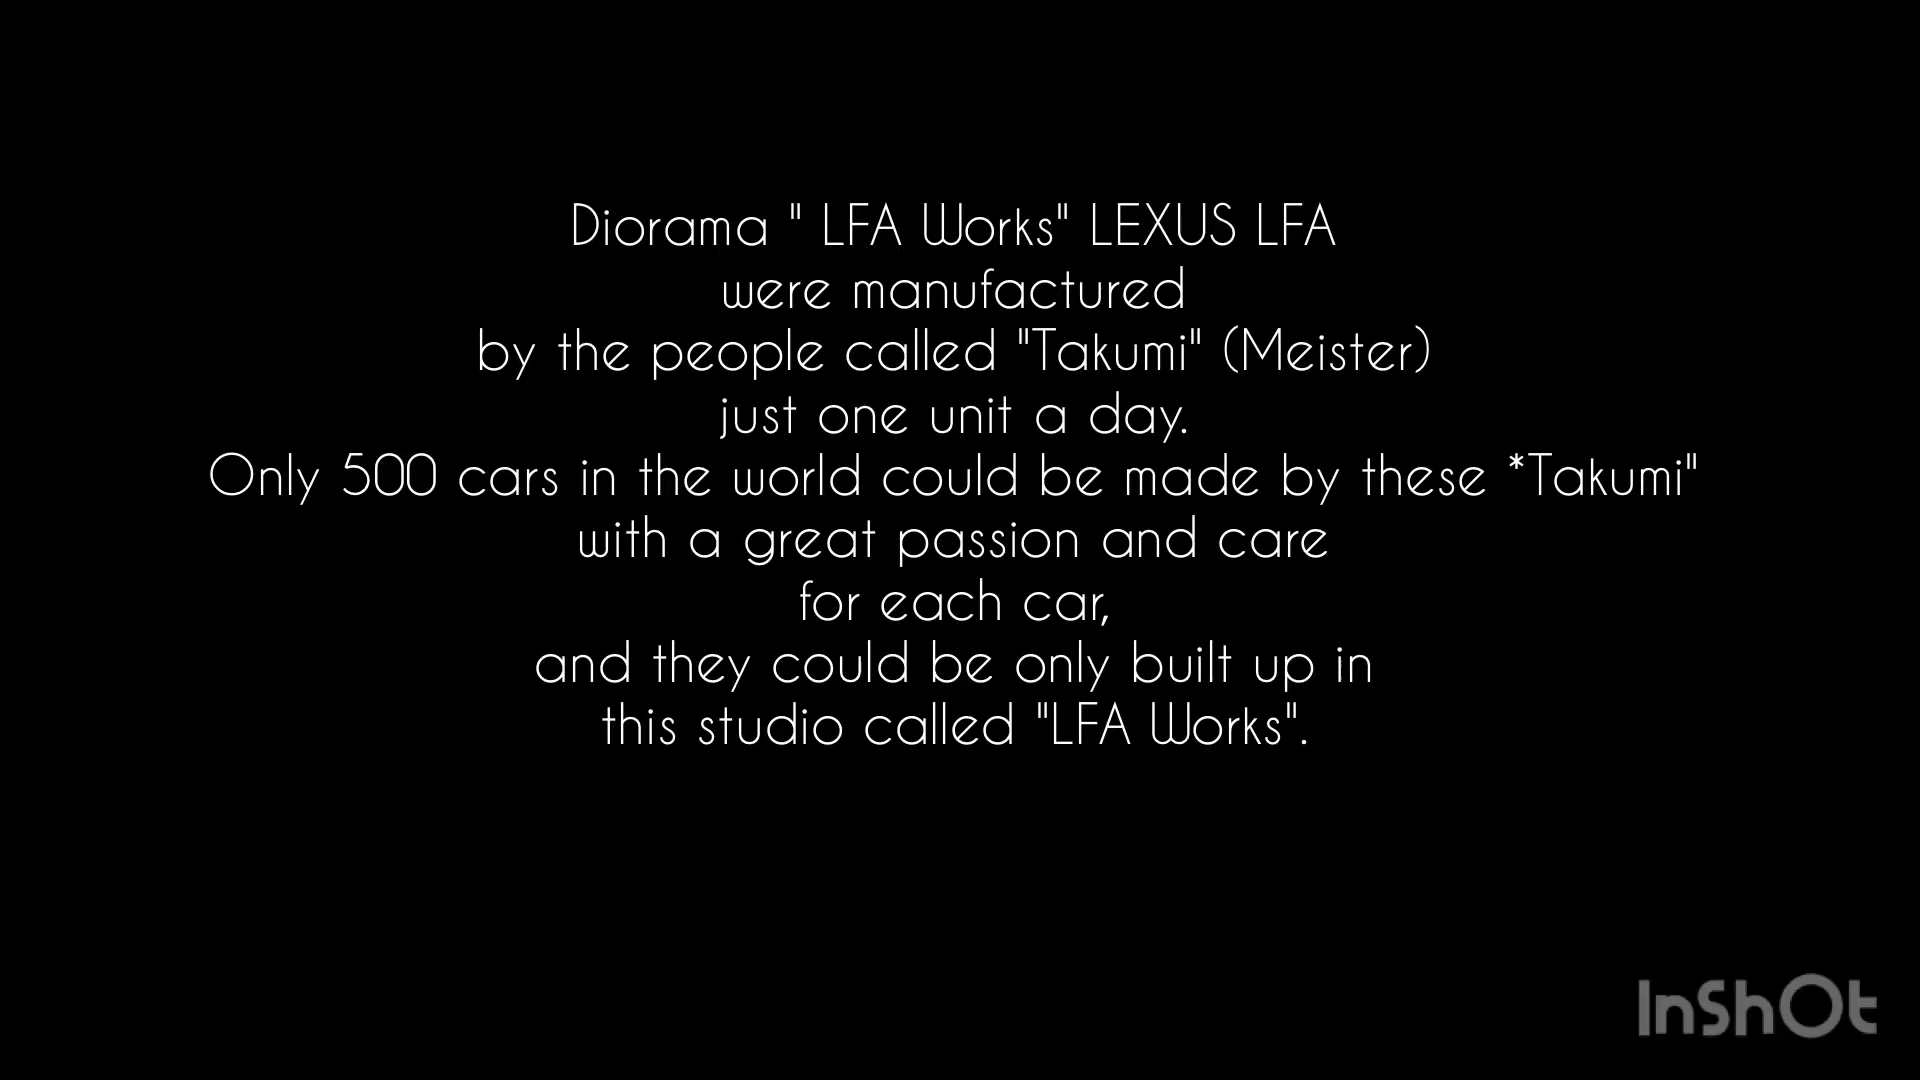 Diorama " LFA Works" LEXUS LFA
were manufactured
by the people called "Takumi" (Meister)
just one unit a day.
Only 500 cars in the world could be made by these *Takumi"
with a great passion and care
for each car,
and they could be only built up in
this studio called "LFA Works".
InShOt